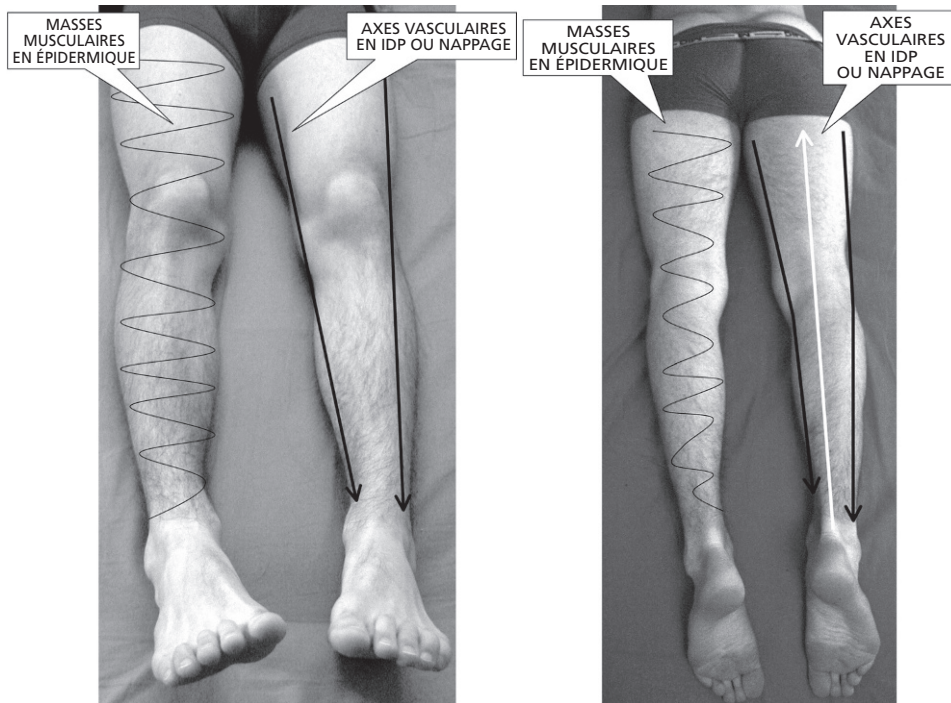 MASSES
MUSCULAIRES
EN ÉPIDERMIQUE
AXES VASCULAIRES
EN IDP OU NAPPAGE
MASSES
MUSCULAIRES
EN ÉPIDERMIQUE
AXES
VASCULAIRES
EN IDP
OU NAPPAGE